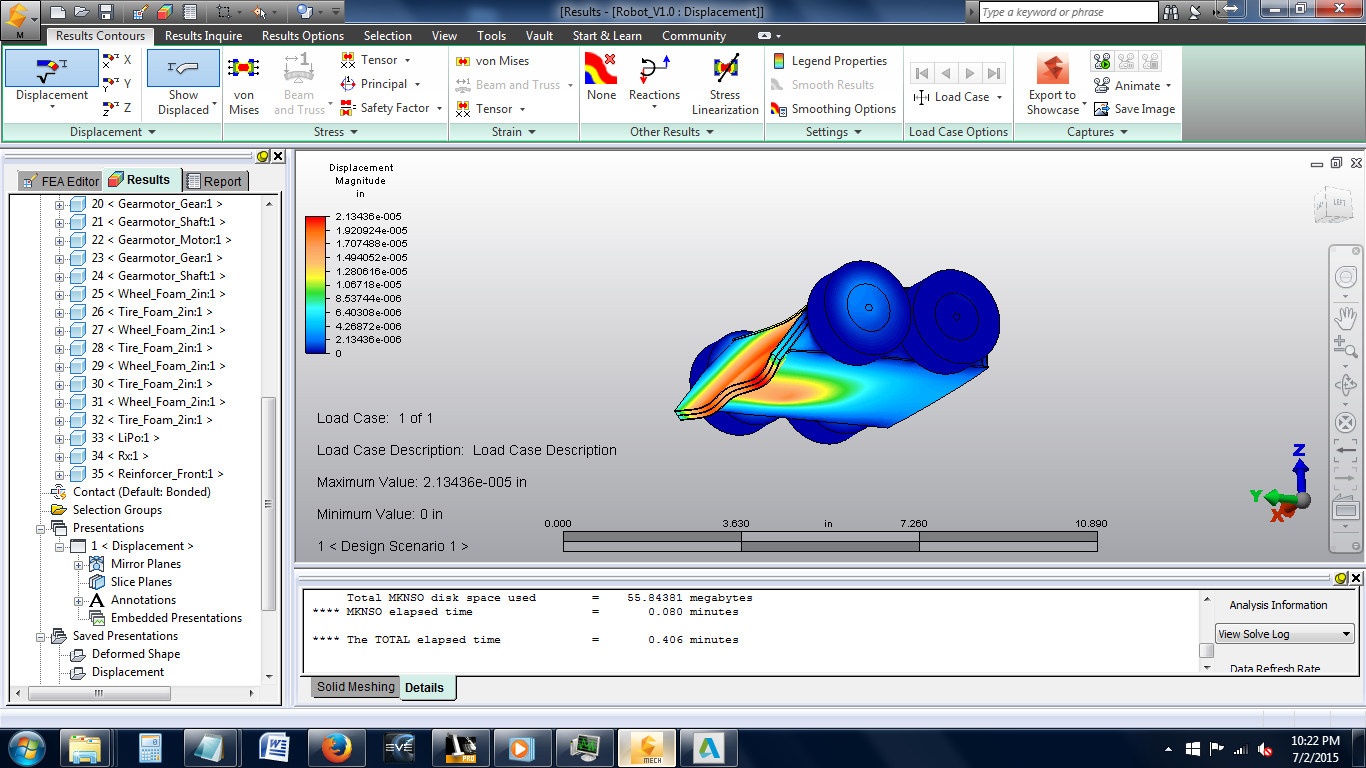 [Results - [Robot_V1.0 : Displacement]]
Type a keyword or phrase
M
Results Contours Results Inquire Results Options Selection View Tools Vault Start & Learn Community
Displacement
X
Y
Z
Show
Displaced
Displacement
von
Mises
Beam
and Truss
Tensor
Principal
Safety Factor
Stress
von Mises
Beam and Truss
Tensor
Strain
None
Reactions
Stress
Linearization
Other Results
Legend Properties
Smooth Results
Smoothing Options
Settings
Load Case
Load Case Options
Export to
Showcase
Animate
Save Image
Captures
FEA Editor Results Report
20 < Gearmotor_Gear:1 >
21 < Gearmotor_Shaft:1 >
22 < Gearmotor_Motor:1 >
23 < Gearmotor_Gear:1 >
24 < Gearmotor_Shaft:1 >
25 < Wheel_Foam_2in:1 >
26 < Tire_Foam_2in:1 >
27 < Wheel_Foam_2in:1 >
28 < Tire_Foam_2in:1 >
29 < Wheel_Foam_2in:1 >
30 < Tire_Foam_2in:1 >
31 < Wheel_Foam_2in:1 >
32 < Tire_Foam_2in:1 >
33 < LiPo:1 >
34 < Rx:1 >
35 < Reinforcer_Front:1 >
Contact (Default: Bonded)
Selection Groups
Presentations
1 < Displacement >
Mirror Planes
Slice Planes
Annotations
Embedded Presentations
Saved Presentations
Deformed Shape
Displacement
Displacement
Magnitude
in
2.13436e-005
1.920924e-005
1.707488e-005
1.494052e-005
1.280616e-005
1.06718e-005
8.53744e-006
6.40308e-006
4.26872e-006
2.13436e-006
0
LEFT
Load Case: 1 of 1
Load Case Description: Load Case Description
Maximum Value: 2.13436e-005 in
Minimum Value: 0 in
1 < Design Scenario 1 >
0.000 3.630 in 7.260 10.890
Z
Y
X
Total MKNSO disk space used = 55.84381 megabytes
**** MKNSO elapsed time = 0.080 minutes
**** The TOTAL elapsed time = 0.406 minutes
Solid Meshing Details
Analysis Information
View Solve Log
Data Refresh Rate
EVE
PRO
MECH
10:22 PM
7/2/2015